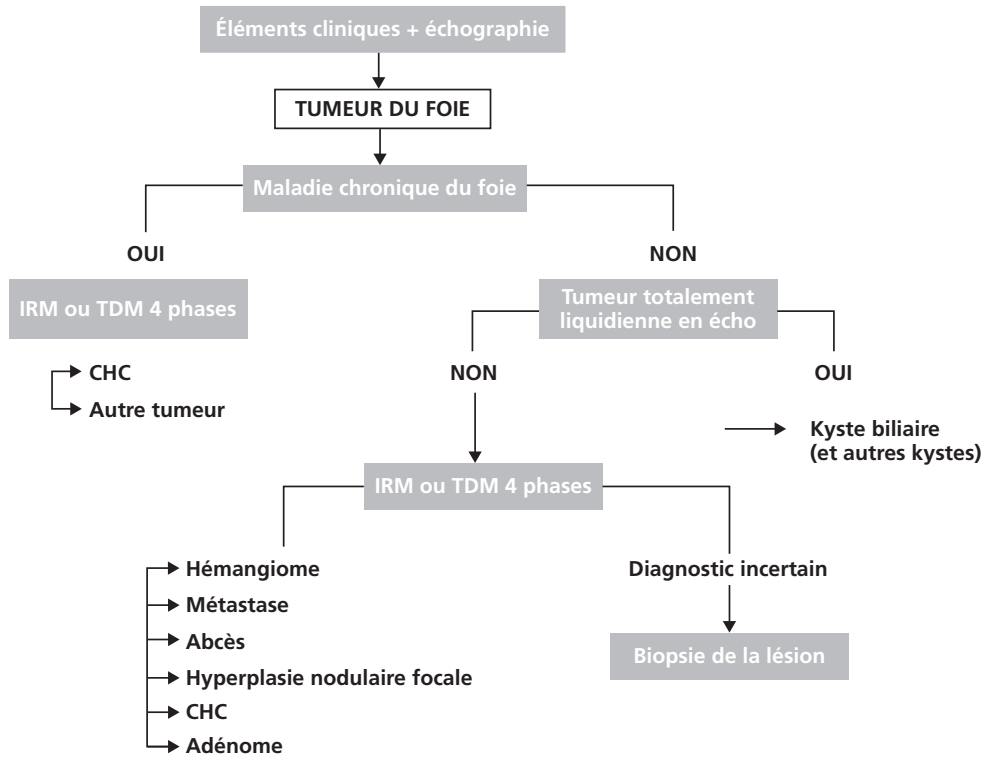 Éléments cliniques + échographie
TUMEUR DU FOIE
Maladie chronique du foie
OUI
NON
IRM ou TDM 4 phases
Tumeur totalement
liquidienne en écho
CHC
Autre tumeur
NON
OUI
Kyste biliaire
(et autres kystes)
IRM ou TDM 4 phases
Hémangiome
Métastase
Abcès
Hyperplasie nodulaire focale
CHC
Adénome
Diagnostic incertain
Biopsie de la lésion